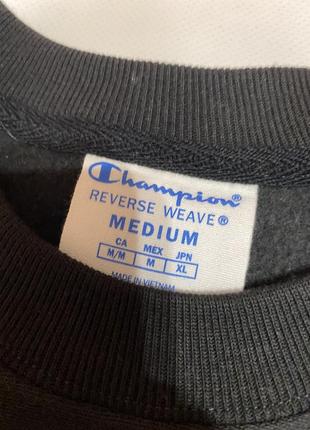 Champion
REVERSE WEAVE®
MEDIUM
CA MEX JPN
M/M M XL
MADE IN VIETNAM